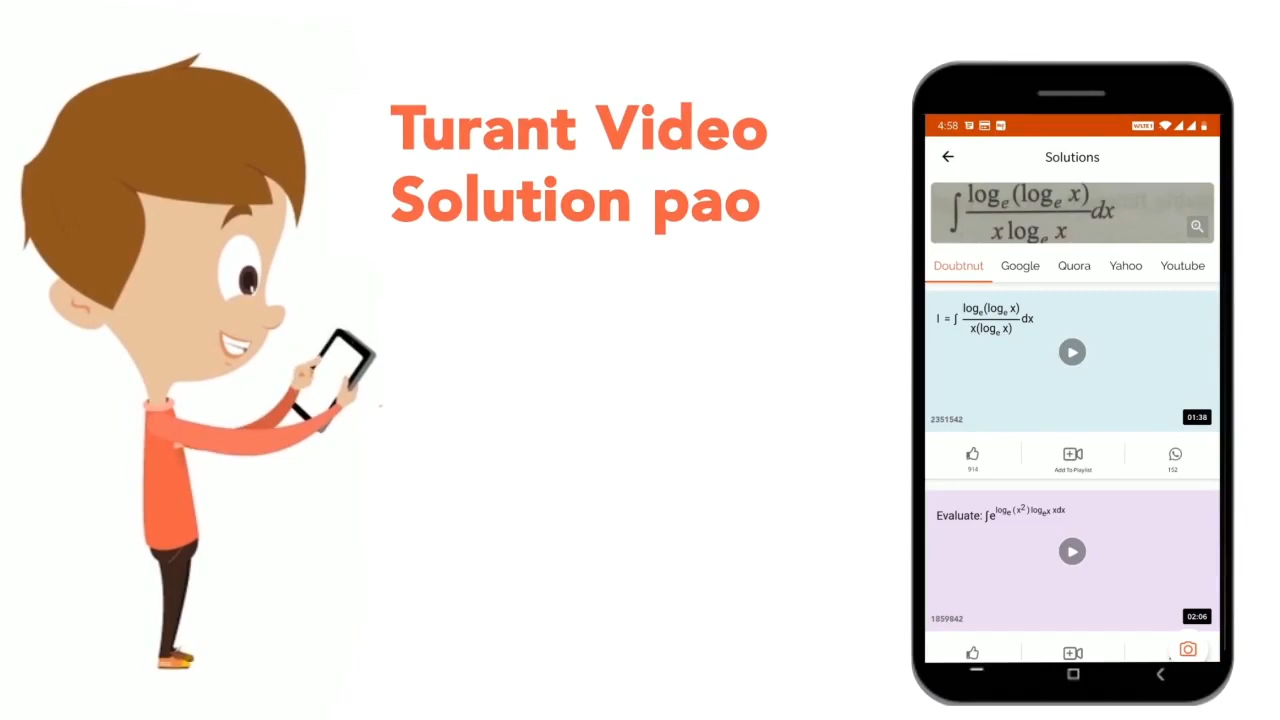 Turant Video
Solution pao
4:58
VoLTE1
Solutions
∫ logₑ(logₑ x) / x logₑ x dx
Doubtnut Google Quora Yahoo Youtube
I = ∫ logₑ(logₑ x) / x(logₑ x) dx
2351542 01:38
914 Add To Playlist 152
Evaluate: ∫e^logₑ(x²)logₑx xdx
1859842 02:06